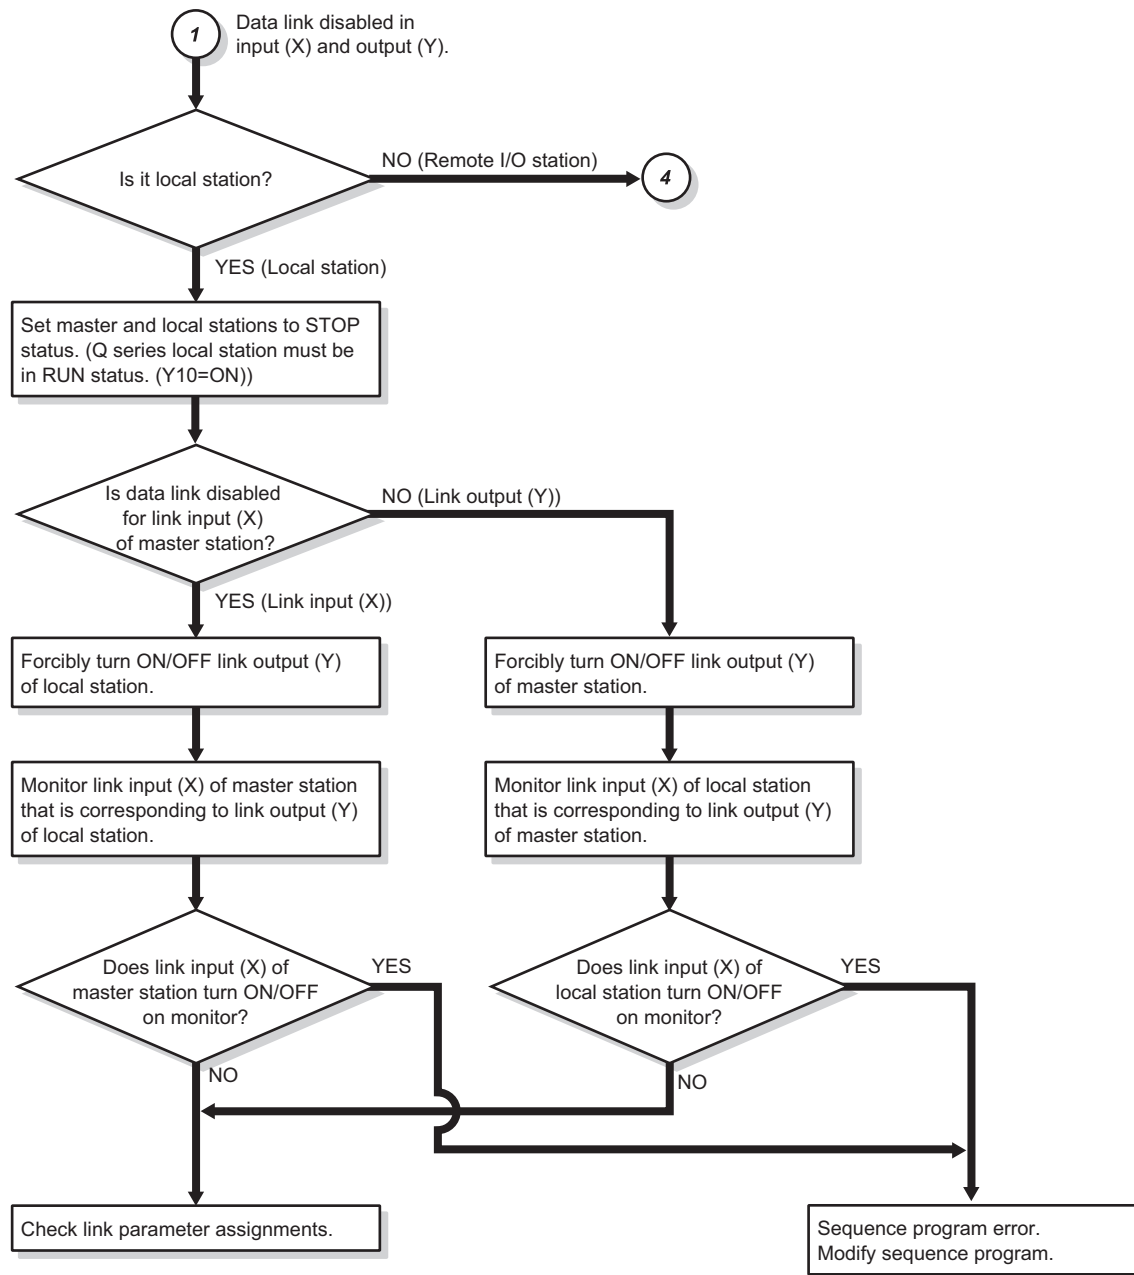 1
Data link disabled in
input (X) and output (Y).
Is it local station?
NO (Remote I/O station)
4
YES (Local station)
Set master and local stations to STOP
status. (Q series local station must be
in RUN status. (Y10=ON))
Is data link disabled
for link input (X)
of master station?
NO (Link output (Y))
YES (Link input (X))
Forcibly turn ON/OFF link output (Y)
of local station.
Forcibly turn ON/OFF link output (Y)
of master station.
Monitor link input (X) of master station
that is corresponding to link output (Y)
of local station.
Monitor link input (X) of local station
that is corresponding to link output (Y)
of master station.
Does link input (X) of
master station turn ON/OFF
on monitor?
YES
Does link input (X) of
local station turn ON/OFF
on monitor?
YES
NO
NO
Check link parameter assignments.
Sequence program error.
Modify sequence program.